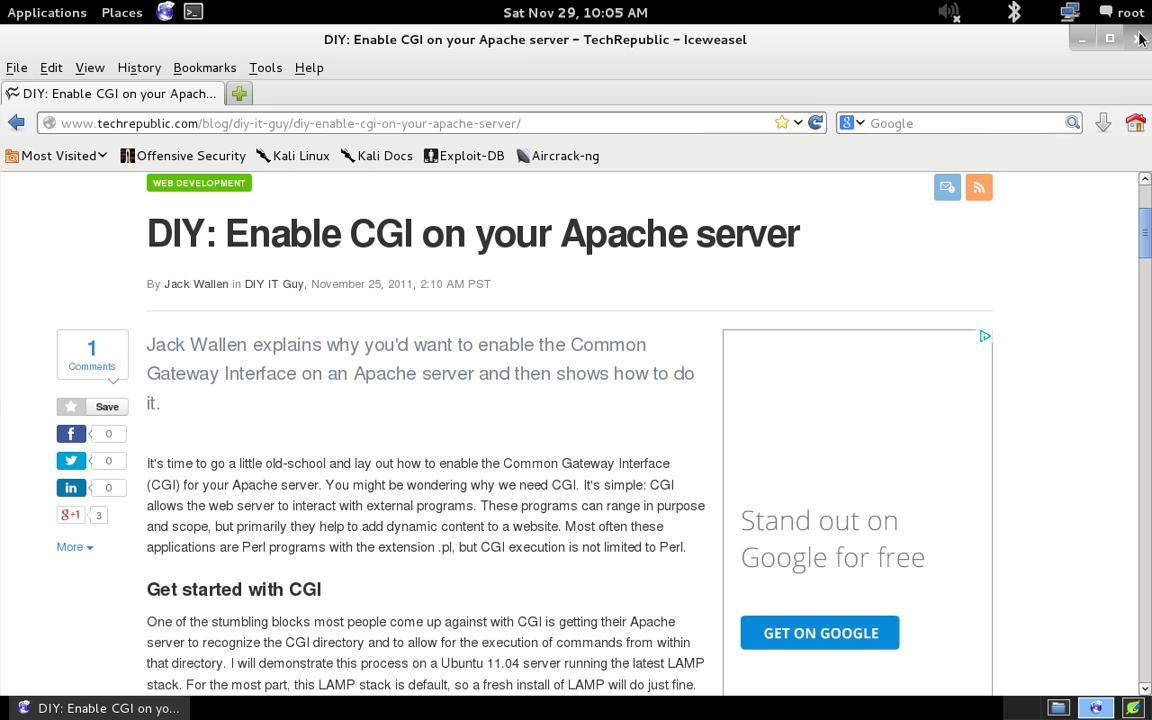 Applications Places Sat Nov 29, 10:05 AM root
DIY: Enable CGI on your Apache server - TechRepublic - Iceweasel
File Edit View History Bookmarks Tools Help
DIY: Enable CGI on your Apach...
www.techrepublic.com/blog/diy-it-guy/diy-enable-cgi-on-your-apache-server/ Google
Most Visited Offensive Security Kali Linux Kali Docs Exploit-DB Aircrack-ng
WEB DEVELOPMENT
DIY: Enable CGI on your Apache server
By Jack Wallen in DIY IT Guy, November 25, 2011, 2:10 AM PST
1
Comments
Save
f 0
0
in 0
g+1 3
More
Jack Wallen explains why you'd want to enable the Common
Gateway Interface on an Apache server and then shows how to do
it.
It's time to go a little old-school and lay out how to enable the Common Gateway Interface
(CGI) for your Apache server. You might be wondering why we need CGI. It's simple: CGI
allows the web server to interact with external programs. These programs can range in purpose
and scope, but primarily they help to add dynamic content to a website. Most often these
applications are Perl programs with the extension .pl, but CGI execution is not limited to Perl.
Get started with CGI
One of the stumbling blocks most people come up against with CGI is getting their Apache
server to recognize the CGI directory and to allow for the execution of commands from within
that directory. I will demonstrate this process on a Ubuntu 11.04 server running the latest LAMP
stack. For the most part, this LAMP stack is default, so a fresh install of LAMP will do just fine.
Stand out on
Google for free
GET ON GOOGLE
DIY: Enable CGI on yo...